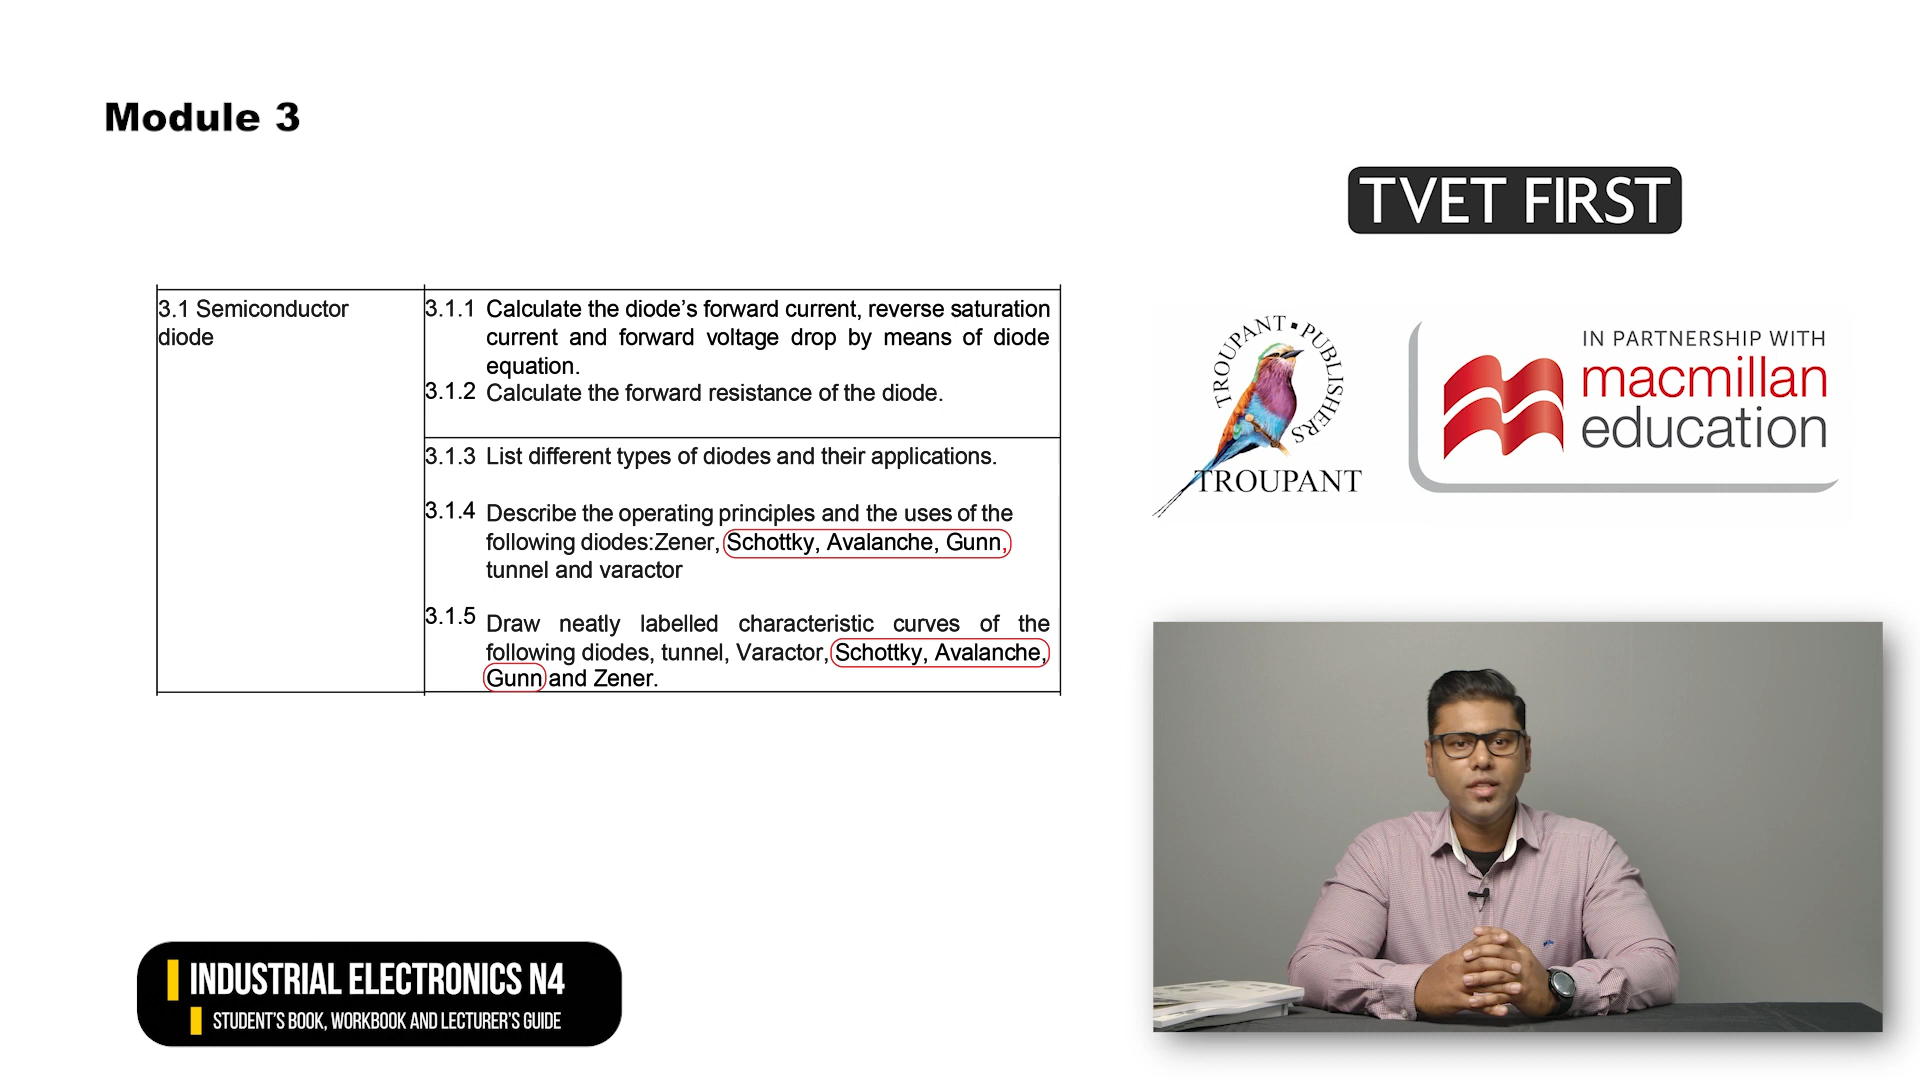 Module 3
TVET FIRST
3.1 Semiconductor
diode
3.1.1 Calculate the diode’s forward current, reverse saturation
current and forward voltage drop by means of diode
equation.
3.1.2 Calculate the forward resistance of the diode.
3.1.3 List different types of diodes and their applications.
3.1.4 Describe the operating principles and the uses of the
following diodes:Zener, Schottky, Avalanche, Gunn,
tunnel and varactor
3.1.5 Draw neatly labelled characteristic curves of the
following diodes, tunnel, Varactor, Schottky, Avalanche,
Gunn and Zener.
TROUPANT PUBLISHERS
TROUPANT
IN PARTNERSHIP WITH
macmillan
education
INDUSTRIAL ELECTRONICS N4
STUDENT'S BOOK, WORKBOOK AND LECTURER'S GUIDE